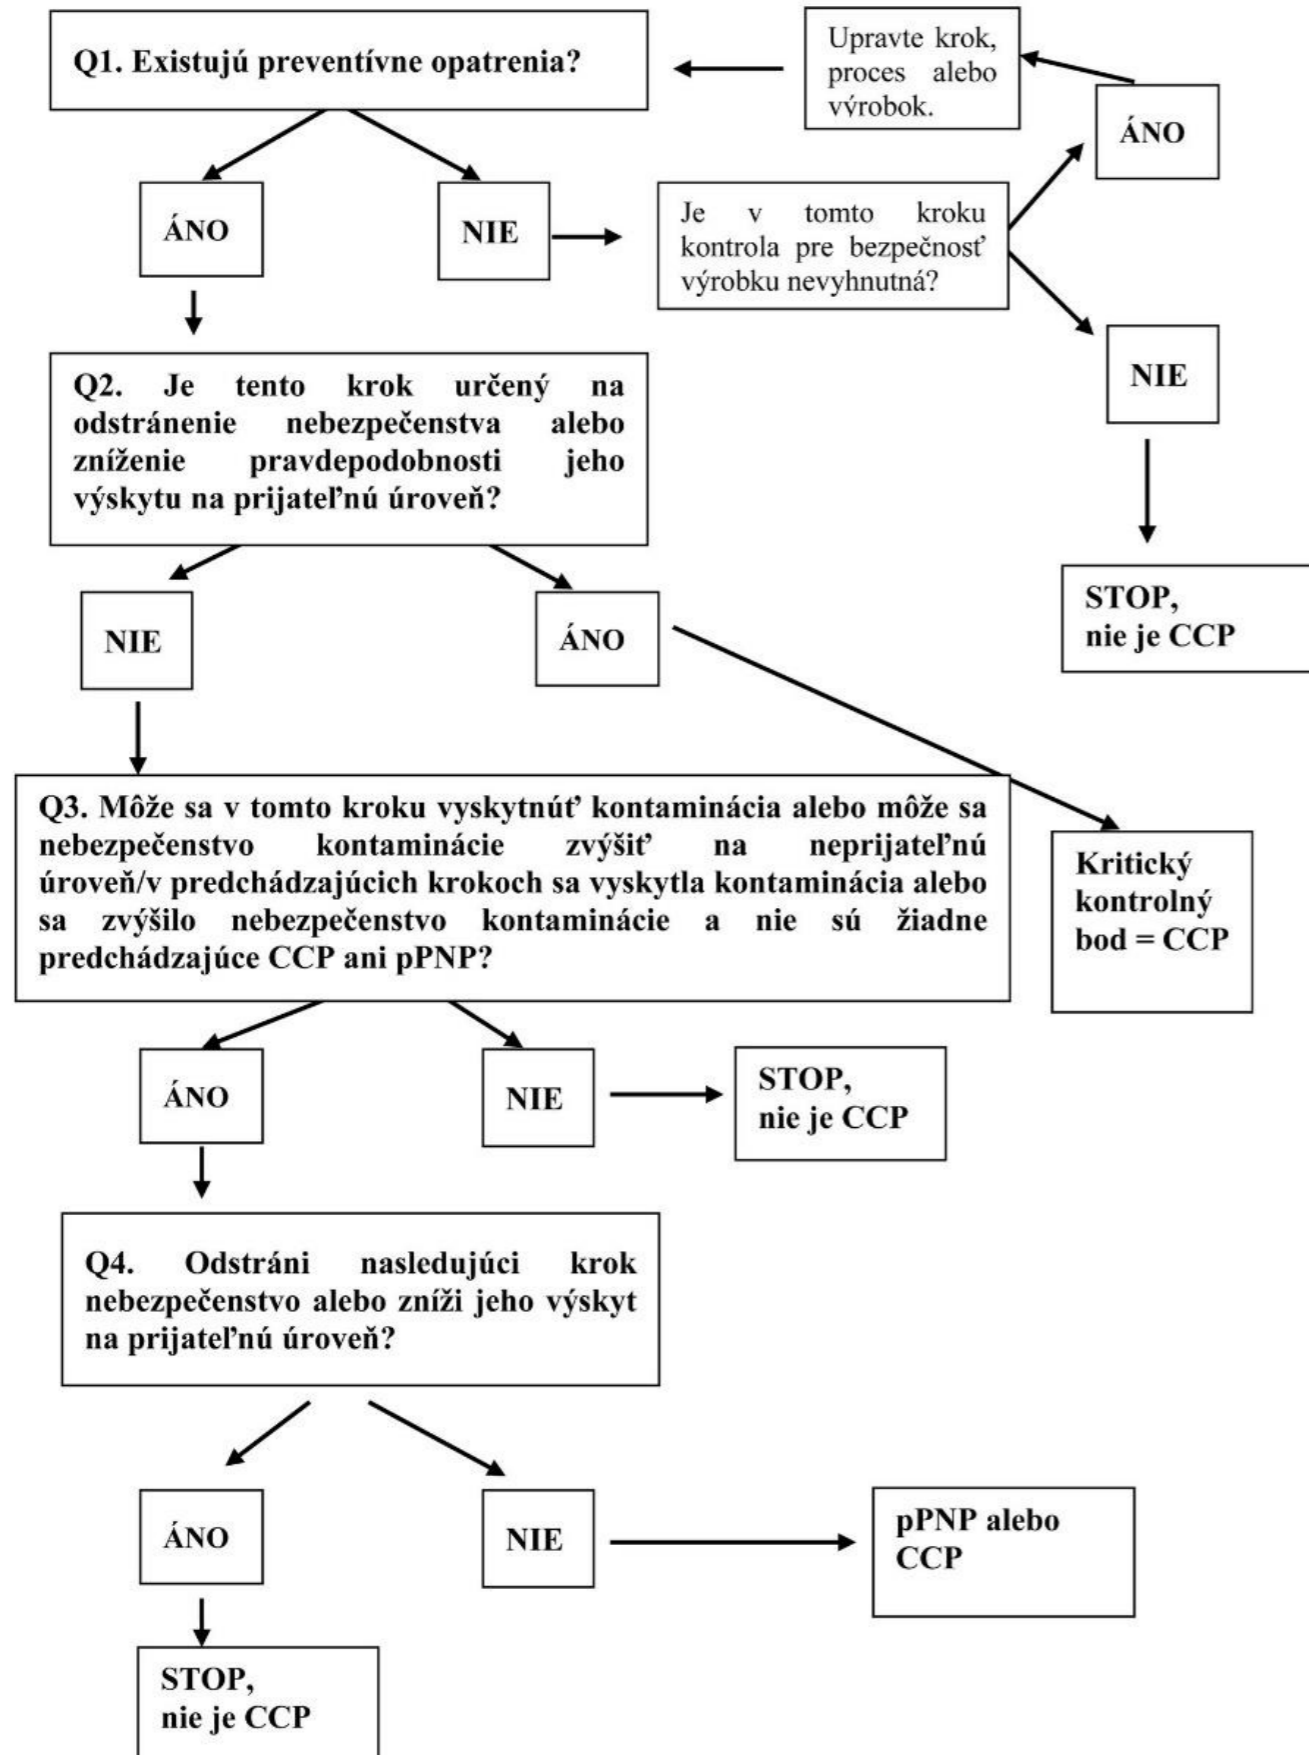 Q1. Existujú preventívne opatrenia?
Upravte krok,
proces alebo
výrobok.
ÁNO
ÁNO
NIE
Je v tomto kroku
kontrola pre bezpečnosť
výrobku nevyhnutná?
NIE
Q2. Je tento krok určený na
odstránenie nebezpečenstva alebo
zníženie pravdepodobnosti jeho
výskytu na prijateľnú úroveň?
STOP,
nie je CCP
NIE
ÁNO
Q3. Môže sa v tomto kroku vyskytnúť kontaminácia alebo môže sa
nebezpečenstvo kontaminácie zvýšiť na neprijateľnú
úroveň/v predchádzajúcich krokoch sa vyskytla kontaminácia alebo
sa zvýšilo nebezpečenstvo kontaminácie a nie sú žiadne
predchádzajúce CCP ani pPNP?
Kritický
kontrolný
bod = CCP
ÁNO
NIE
STOP,
nie je CCP
Q4. Odstráni nasledujúci krok
nebezpečenstvo alebo zníži jeho výskyt
na prijateľnú úroveň?
ÁNO
NIE
pPNP alebo
CCP
STOP,
nie je CCP